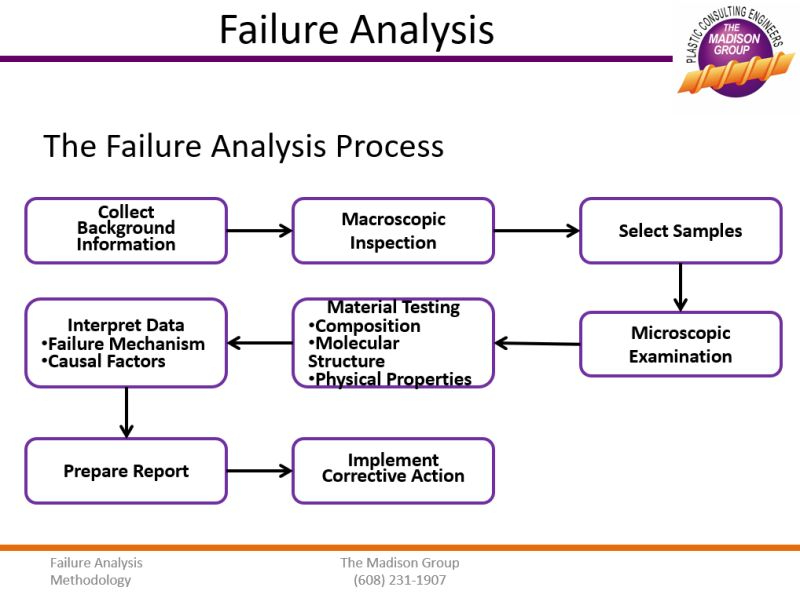 Failure Analysis
PLASTIC CONSULTING ENGINEERS
THE
MADISON
GROUP
The Failure Analysis Process
Collect
Background
Information
Macroscopic
Inspection
Select Samples
Interpret Data
•Failure Mechanism
•Causal Factors
Material Testing
•Composition
•Molecular
Structure
•Physical Properties
Microscopic
Examination
Prepare Report
Implement
Corrective Action
Failure Analysis
Methodology
The Madison Group
(608) 231-1907